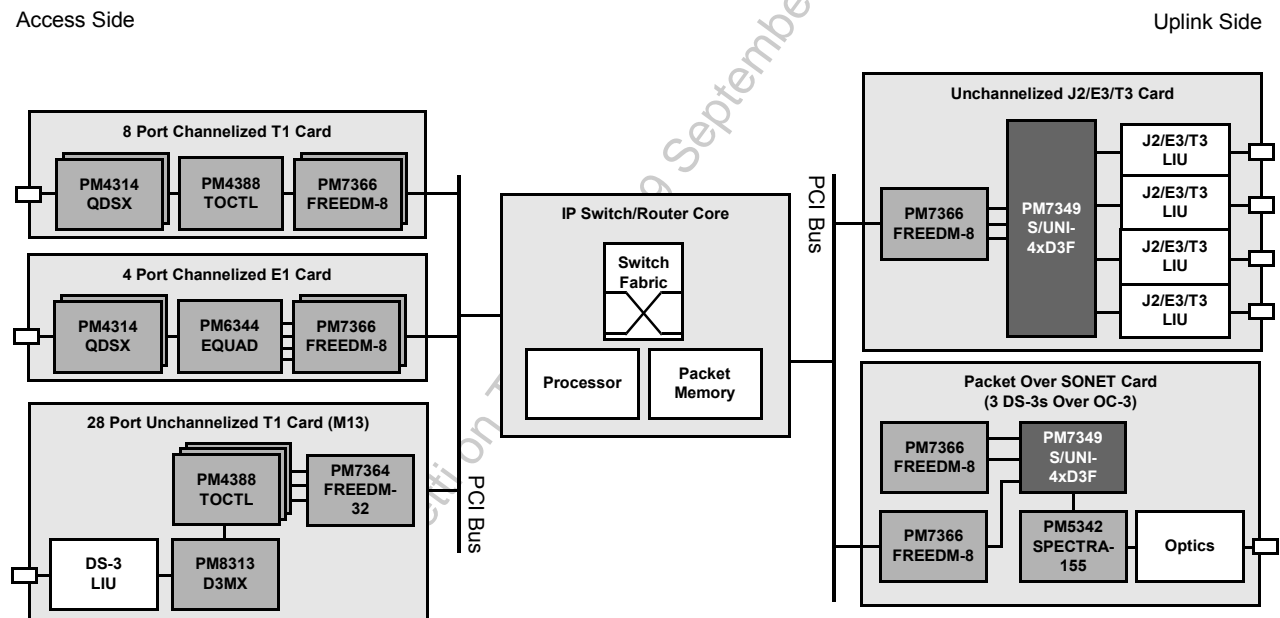 Access Side
Uplink Side
8 Port Channelized T1 Card
PM4314
QDSX
PM4388
TOCTL
PM7366
FREEDM-8
4 Port Channelized E1 Card
PM4314
QDSX
PM6344
EQUAD
PM7366
FREEDM-8
28 Port Unchannelized T1 Card (M13)
PM4388
TOCTL
PM7364
FREEDM-
32
DS-3
LIU
PM8313
D3MX
PCI Bus
IP Switch/Router Core
Switch
Fabric
Processor
Packet
Memory
PCI Bus
Unchannelized J2/E3/T3 Card
PM7366
FREEDM-8
PM7349
S/UNI-
4xD3F
J2/E3/T3
LIU
J2/E3/T3
LIU
J2/E3/T3
LIU
J2/E3/T3
LIU
Packet Over SONET Card
(3 DS-3s Over OC-3)
PM7366
FREEDM-8
PM7349
S/UNI-
4xD3F
PM7366
FREEDM-8
PM5342
SPECTRA-
155
Optics